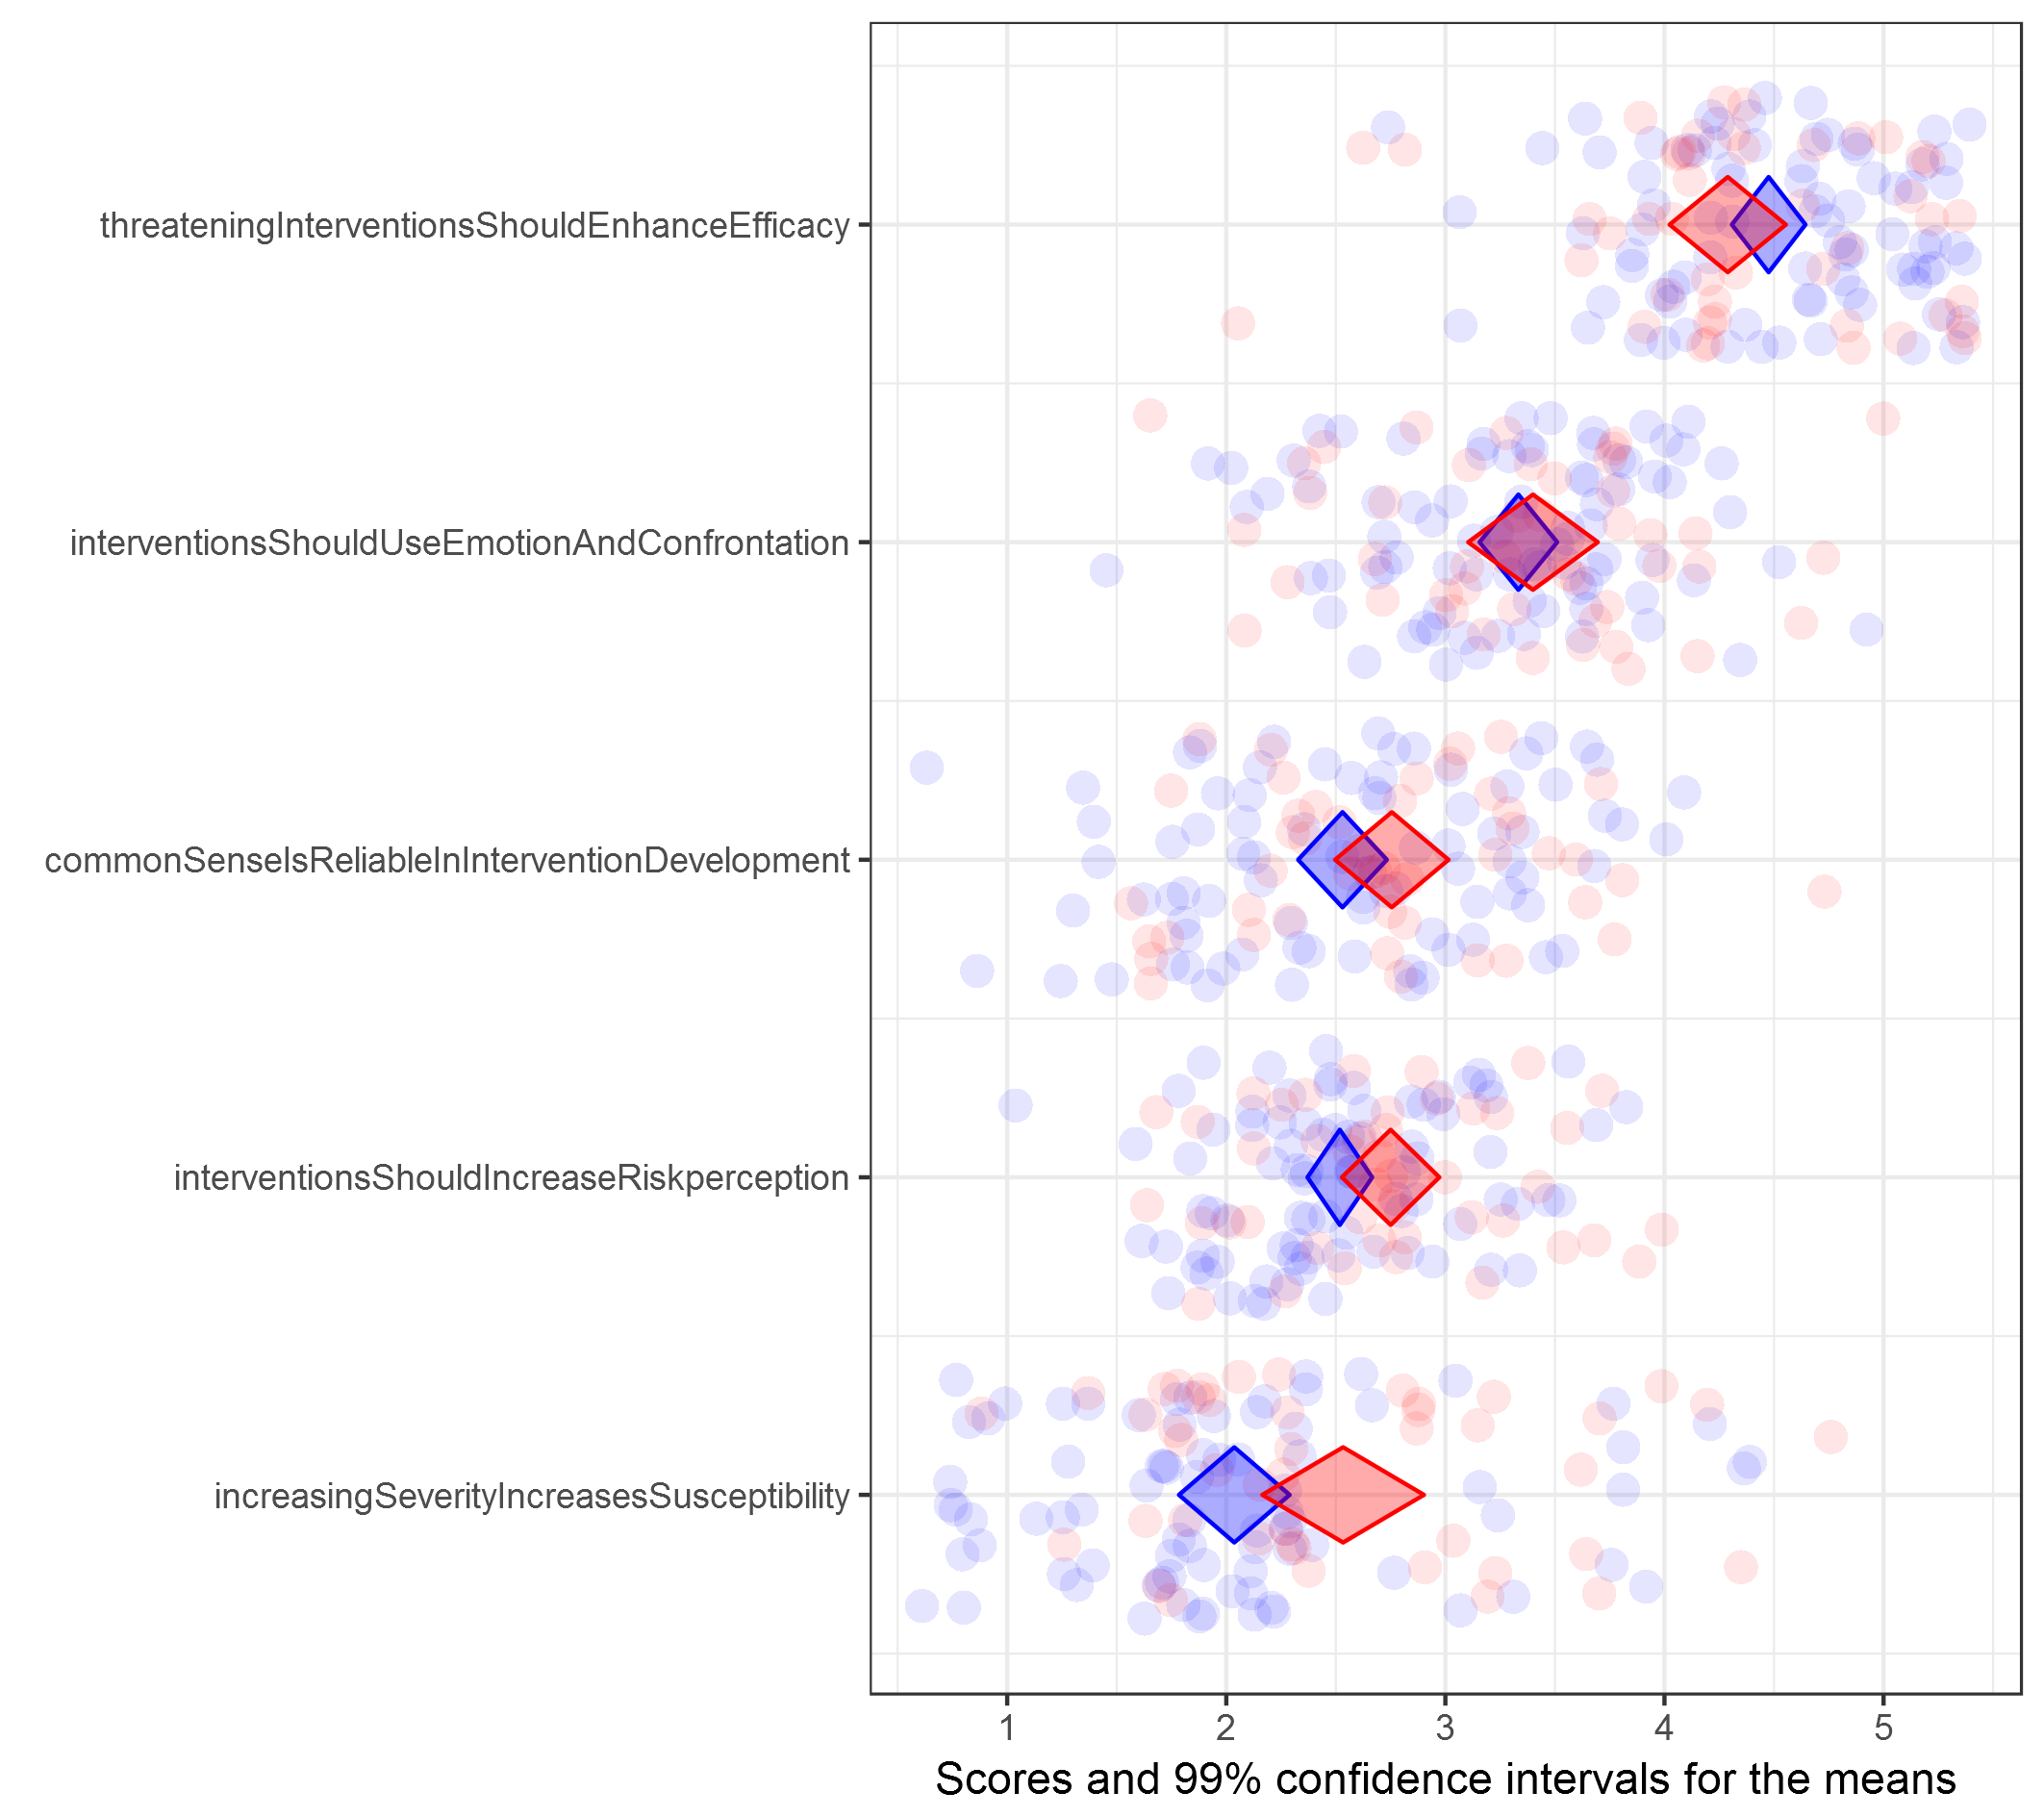 threateningInterventionsShouldEnhanceEfficacy
interventionsShouldUseEmotionAndConfrontation
commonSenseIsReliableInInterventionDevelopment
interventionsShouldIncreaseRiskperception
increasingSeverityIncreasesSusceptibility
1 2 3 4 5
Scores and 99% confidence intervals for the means